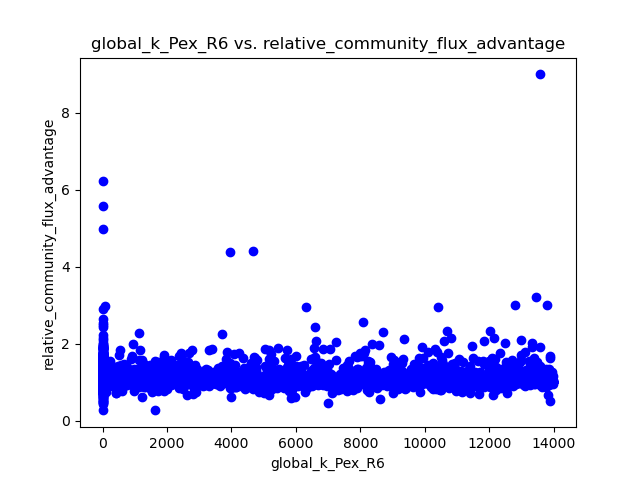 global_k_Pex_R6 vs. relative_community_flux_advantage
relative_community_flux_advantage
8
6
4
2
0
0 2000 4000 6000 8000 10000 12000 14000
global_k_Pex_R6